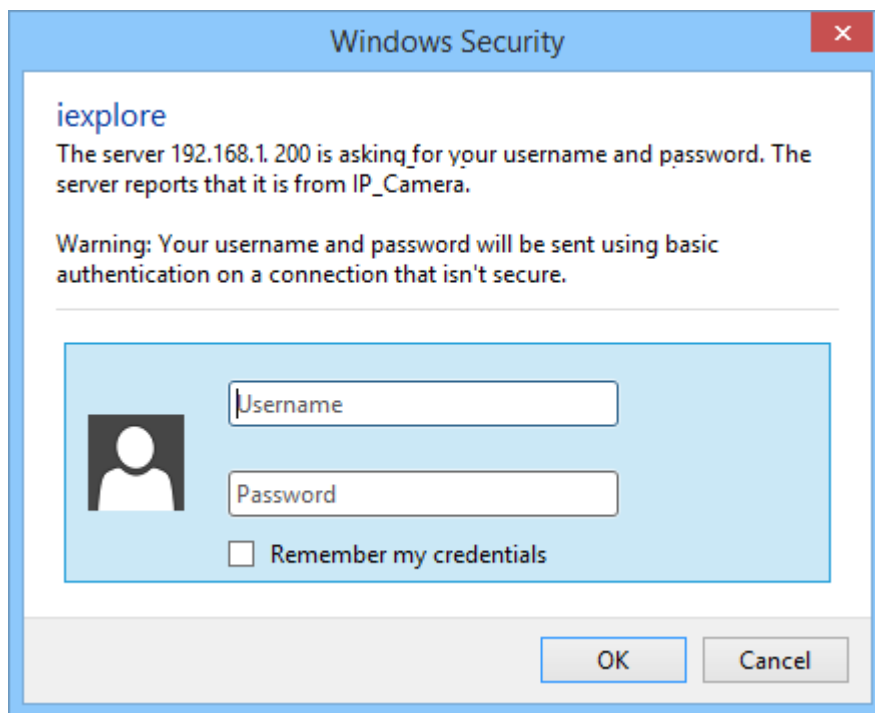 Windows Security
iexplore
The server 192.168.1. 200 is asking for your username and password. The
server reports that it is from IP_Camera.
Warning: Your username and password will be sent using basic
authentication on a connection that isn't secure.
Username
Password
Remember my credentials
OK
Cancel